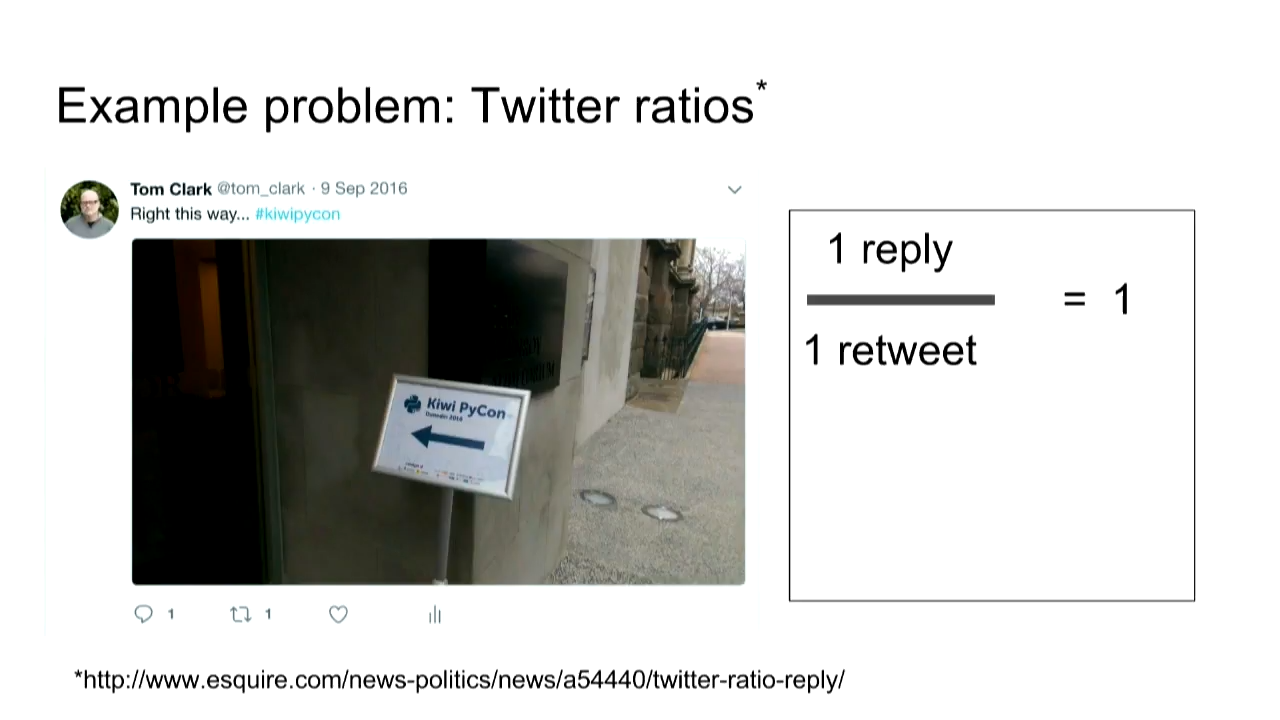 Example problem: Twitter ratios*
Tom Clark @tom_clark · 9 Sep 2016
Right this way... #kiwipycon
Kiwi PyCon
1 1
1 reply
1 retweet
= 1
*http://www.esquire.com/news-politics/news/a54440/twitter-ratio-reply/